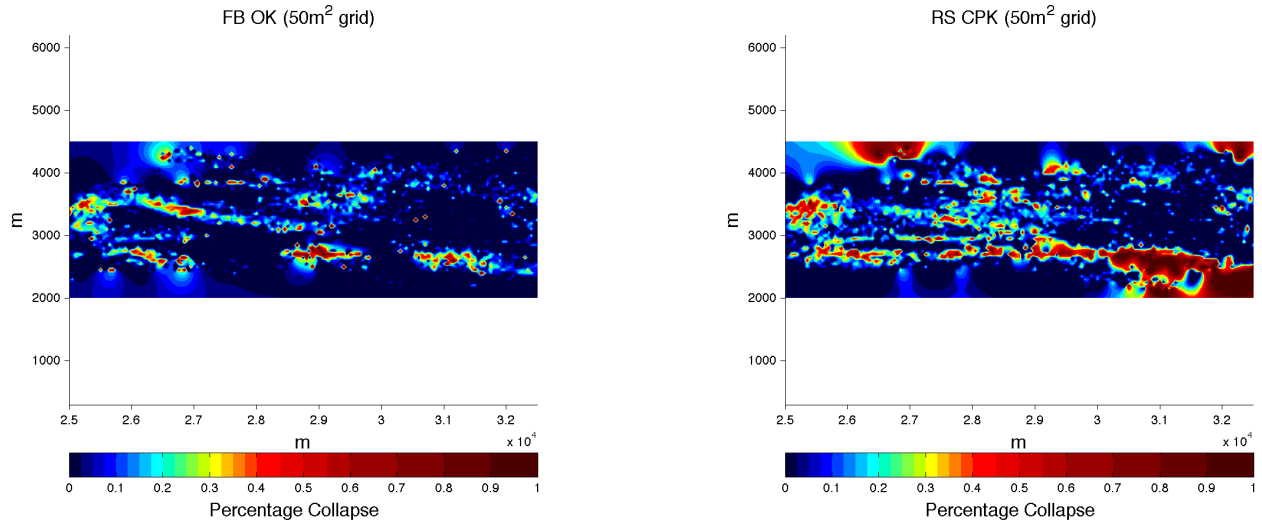 FB OK (50m² grid)
6000
5000
4000
3000
2000
1000
m
2.5 2.6 2.7 2.8 2.9 3 3.1 3.2
m
x 10⁴
0 0.1 0.2 0.3 0.4 0.5 0.6 0.7 0.8 0.9 1
Percentage Collapse
RS CPK (50m² grid)
6000
5000
4000
3000
2000
1000
m
2.5 2.6 2.7 2.8 2.9 3 3.1 3.2
m
x 10⁴
0 0.1 0.2 0.3 0.4 0.5 0.6 0.7 0.8 0.9 1
Percentage Collapse